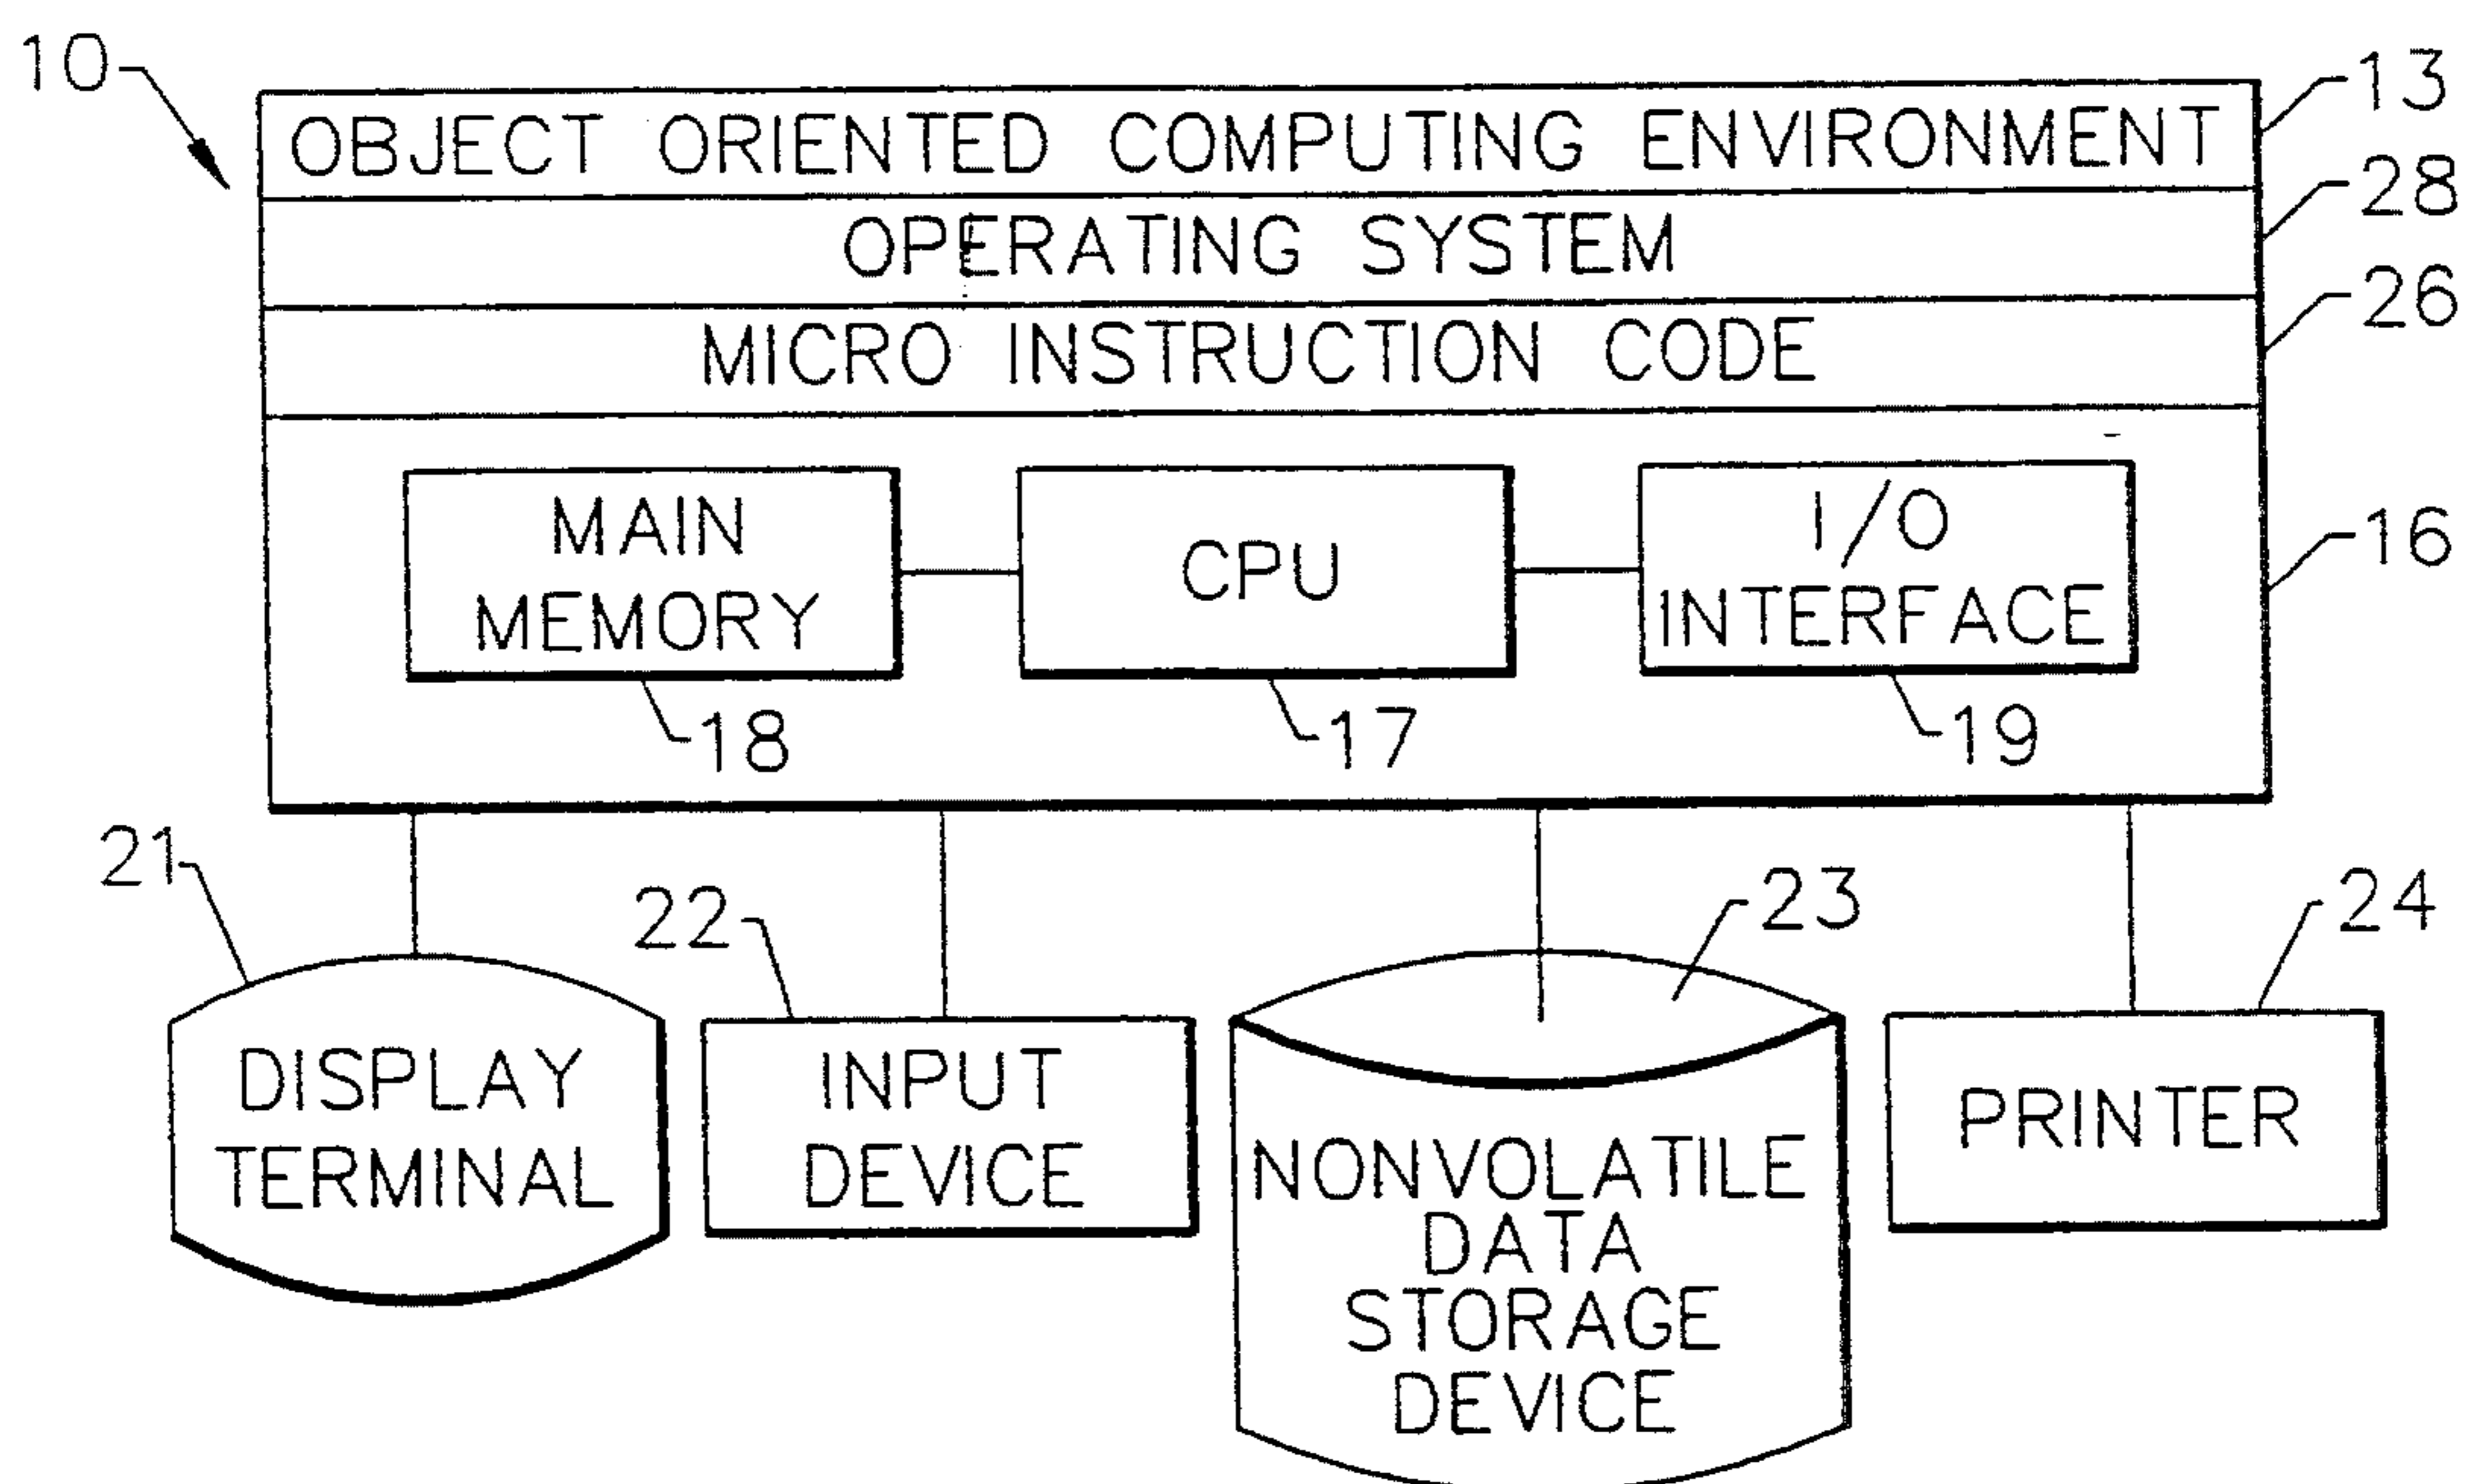 10
OBJECT ORIENTED COMPUTING ENVIRONMENT
13
OPERATING SYSTEM
28
MICRO INSTRUCTION CODE
26
MAIN
MEMORY
CPU
I/O
INTERFACE
16
18
17
19
21
22
23
24
DISPLAY
TERMINAL
INPUT
DEVICE
NONVOLATILE
DATA
STORAGE
DEVICE
PRINTER